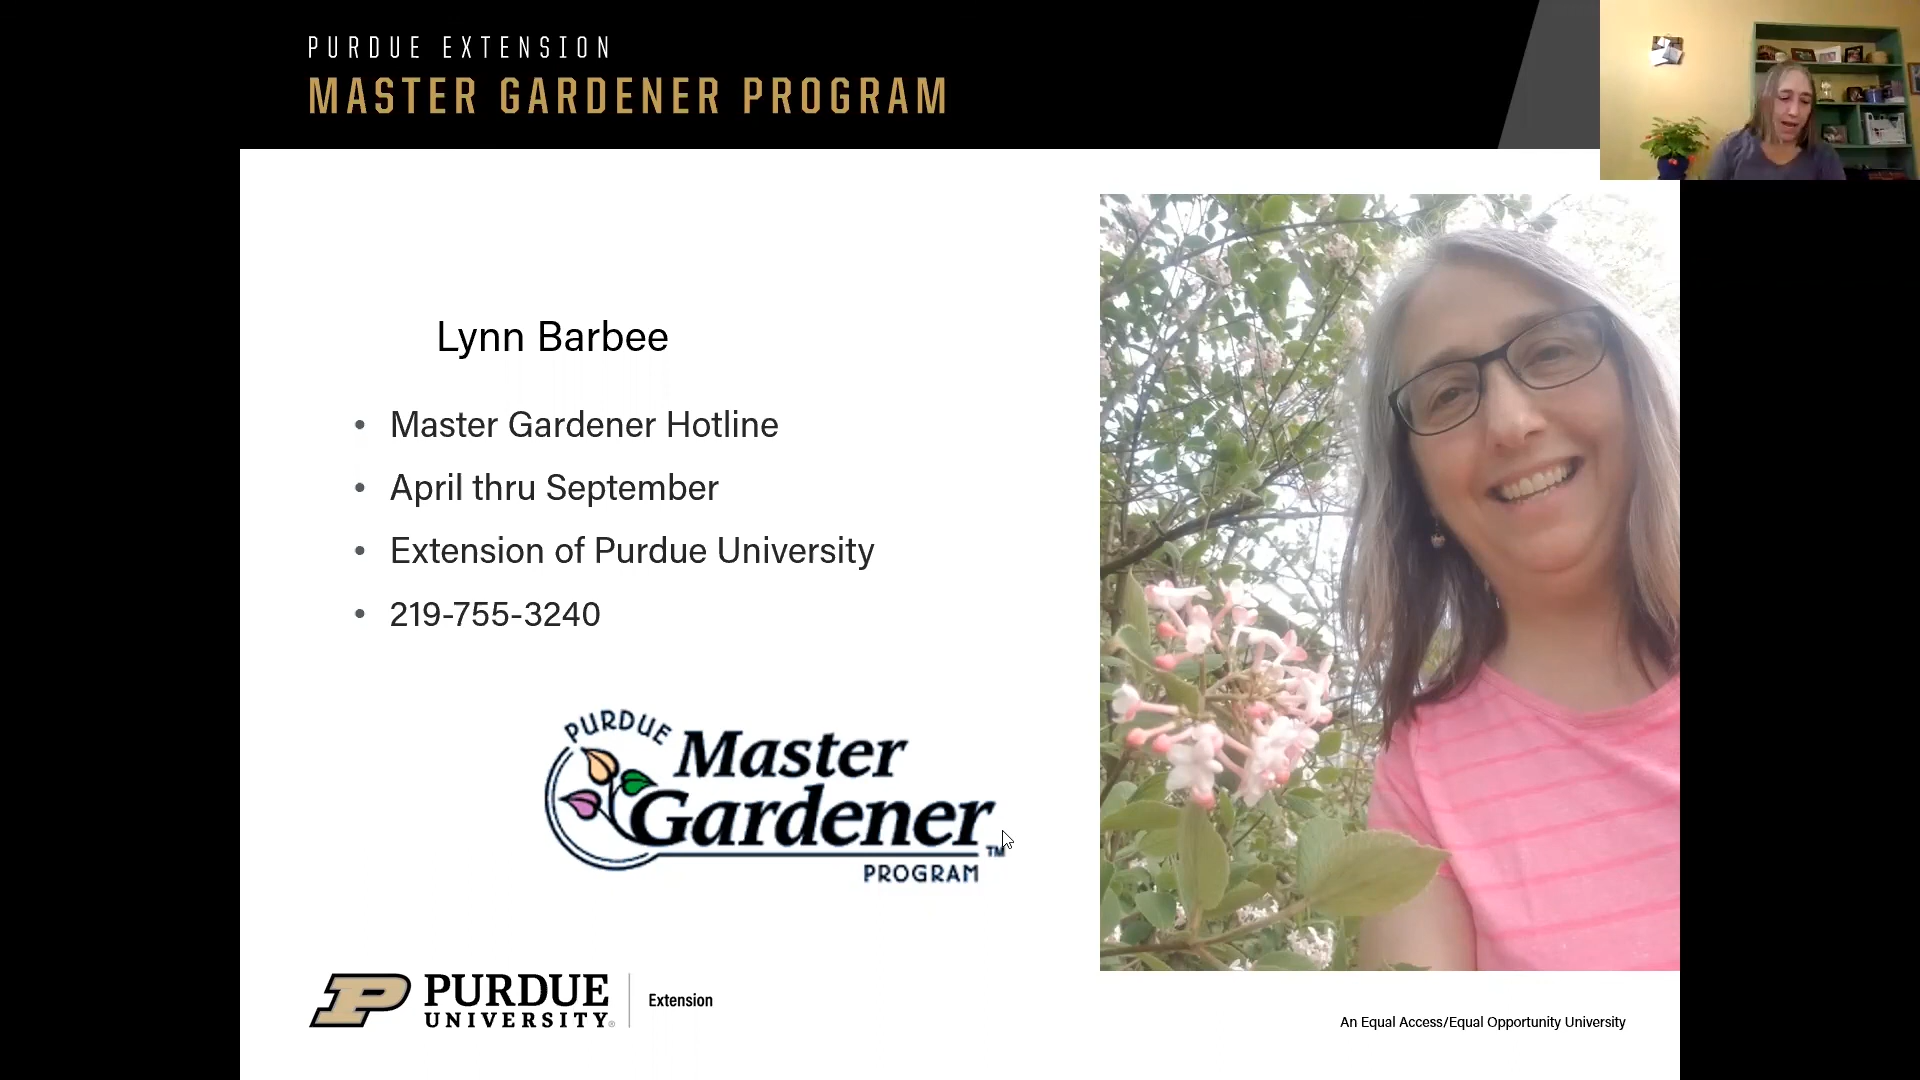 PURDUE EXTENSION
MASTER GARDENER PROGRAM
Lynn Barbee
• Master Gardener Hotline
• April thru September
• Extension of Purdue University
• 219-755-3240
PURDUE
Master
Gardener™
PROGRAM
PURDUE
UNIVERSITY®
Extension
An Equal Access/Equal Opportunity University